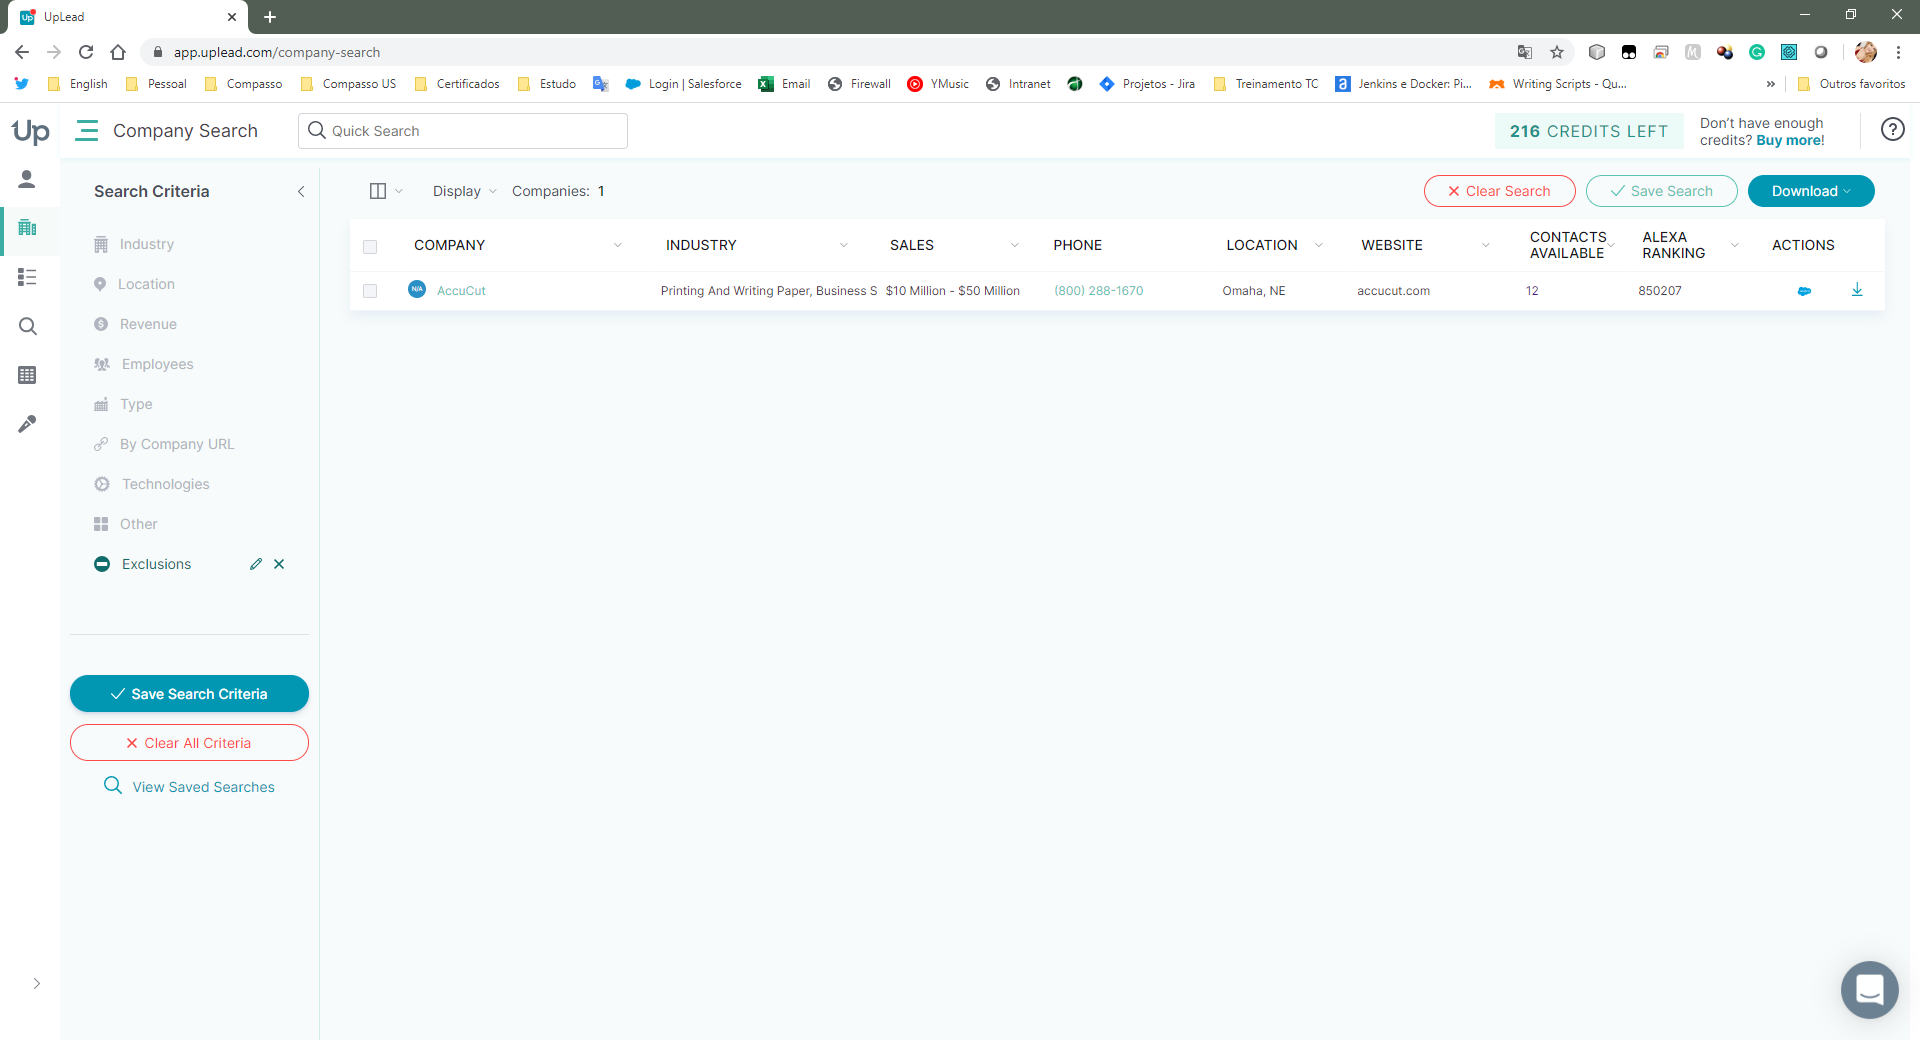 UpLead
app.uplead.com/company-search
English
Pessoal
Compasso
Compasso US
Certificados
Estudo
Login | Salesforce
Email
Firewall
YMusic
Intranet
Projetos - Jira
Treinamento TC
Jenkins e Docker: Pi...
Writing Scripts - Qu...
»
Outros favoritos
Up
Company Search
Quick Search
216 CREDITS LEFT
Don't have enough
credits? Buy more!
Search Criteria
Display
Companies: 1
Clear Search
Save Search
Download
Industry
Location
Revenue
Employees
Type
By Company URL
Technologies
Other
Exclusions
COMPANY
INDUSTRY
SALES
PHONE
LOCATION
WEBSITE
CONTACTS
AVAILABLE
ALEXA
RANKING
ACTIONS
N/A
AccuCut
Printing And Writing Paper, Business S
$10 Million - $50 Million
(800) 288-1670
Omaha, NE
accucut.com
12
850207
Save Search Criteria
Clear All Criteria
View Saved Searches